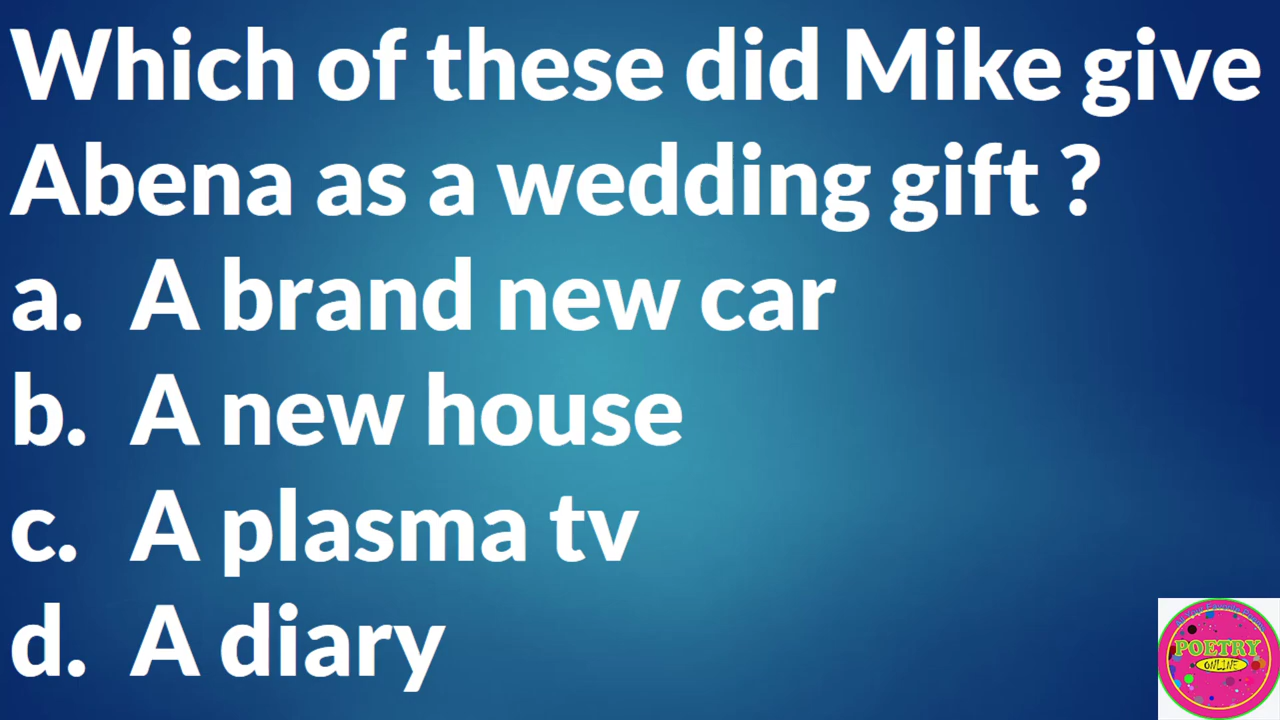 Which of these did Mike give
Abena as a wedding gift ?
a. A brand new car
b. A new house
c. A plasma tv
d. A diary
POETRY
ONLINE